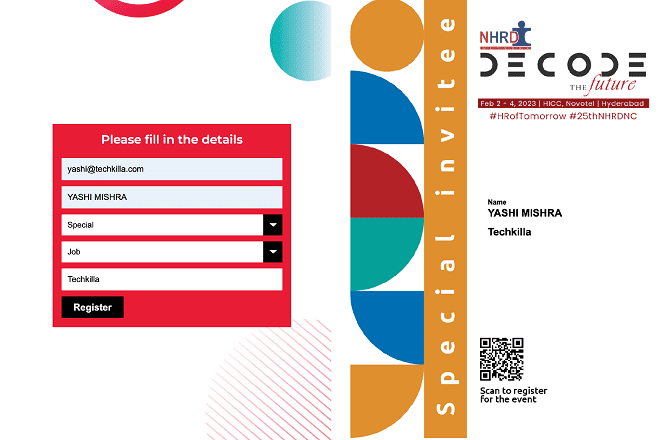 Please fill in the details
yashi@techkilla.com
YASHI MISHRA
Special
Job
Techkilla
Register
Special invitee
NHRD
NETWORK
DECODE
THE future
Feb 2 - 4, 2023 | HICC, Novotel | Hyderabad
#HRofTomorrow #25thNHRDNC
Name
YASHI MISHRA
Techkilla
Scan to register
for the event